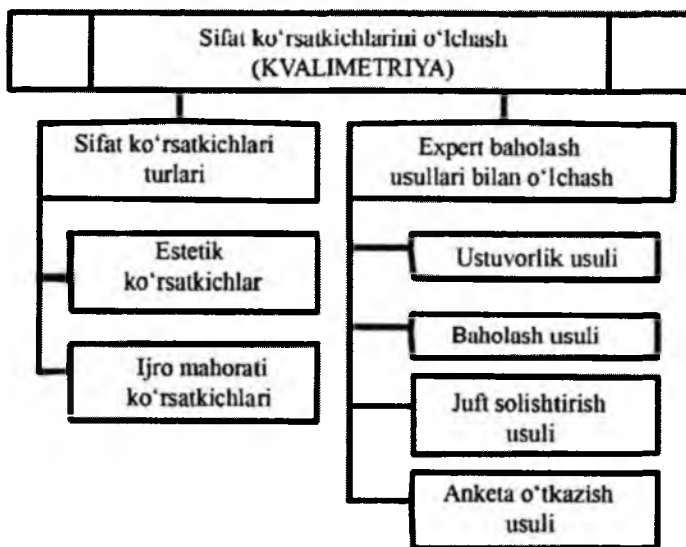 Sifat ko‘rsatkichlarini o‘lchash
(KVALIMETRIYA)
Sifat ko‘rsatkichlari
turlari
Estetik
ko‘rsatkichlar
Ijro mahorati
ko‘rsatkichlari
Expert baholash
usullari bilan o‘lchash
Ustuvorlik usuli
Baholash usuli
Juft solishtirish
usuli
Anketa o‘tkazish
usuli